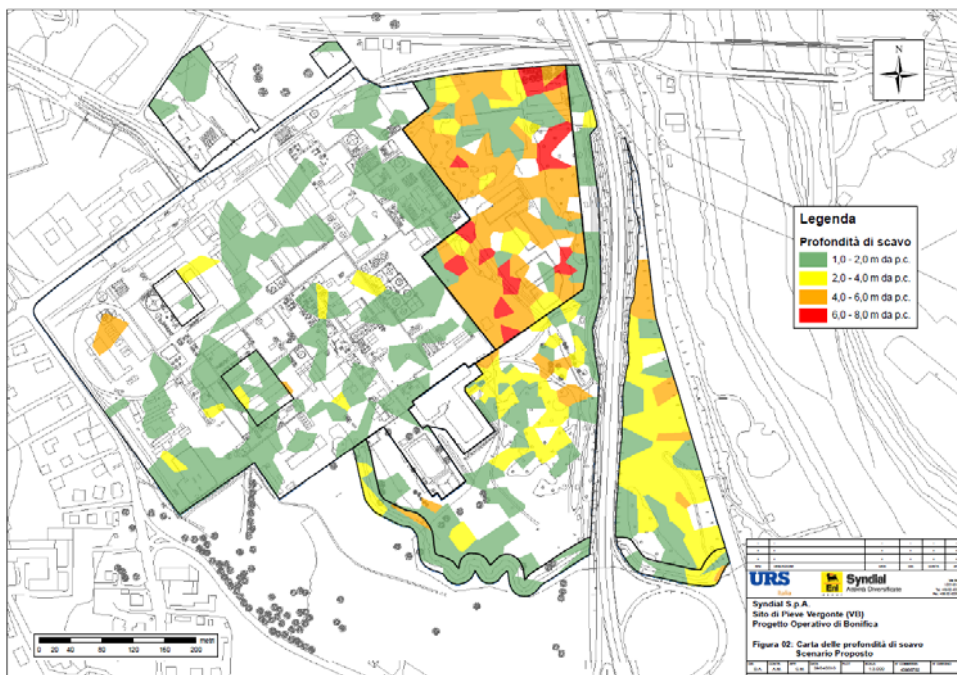 N
Legenda
Profondità di scavo
1,0 - 2,0 m da p.c.
2,0 - 4,0 m da p.c.
4,0 - 6,0 m da p.c.
6,0 - 8,0 m da p.c.
URS
Italia
Eni
Syndial
Attività Diversificate
Syndial S.p.A.
Sito di Pieve Vergonte (VB)
Progetto Operativo di Bonifica
Figura 02: Carta delle profondità di scavo
Scenario Proposto
metri
0 20 40 80 120 160 200